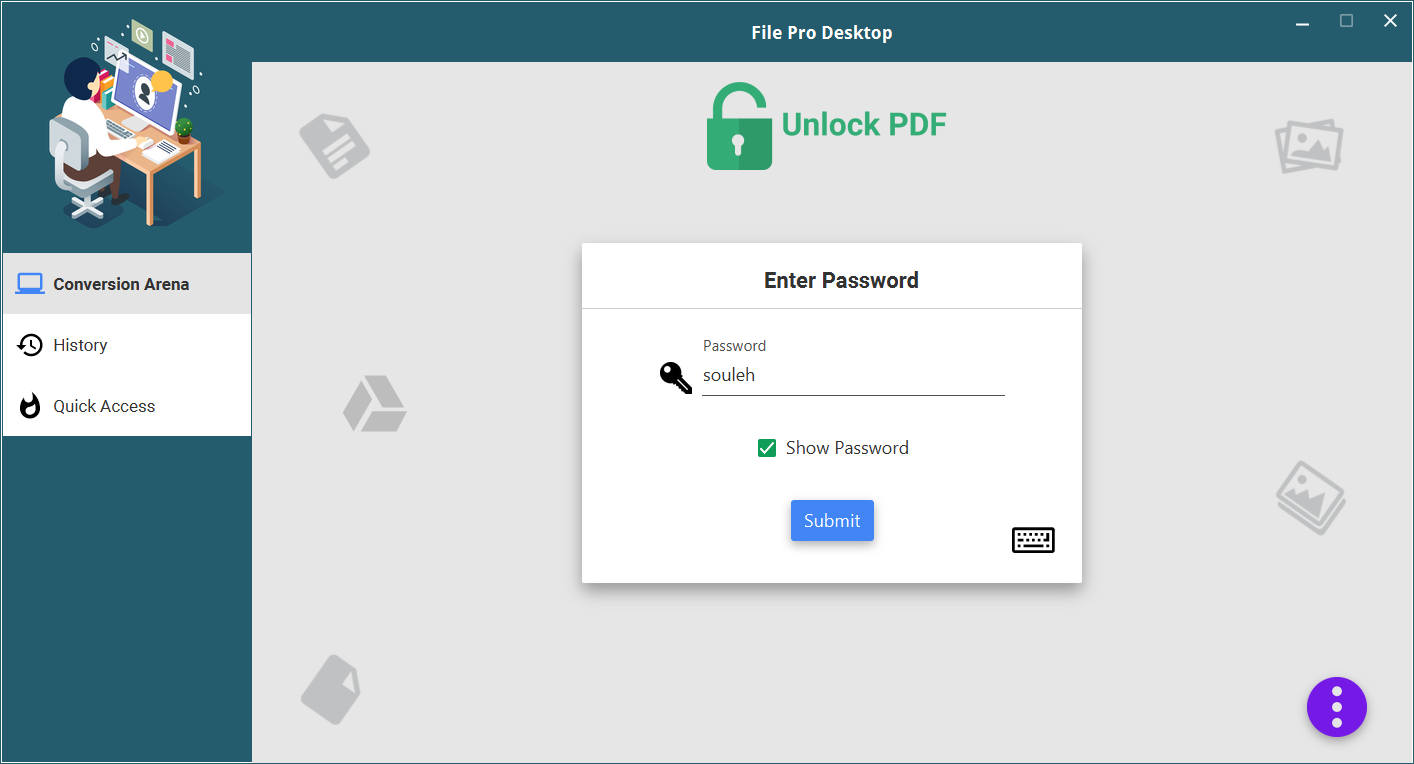 File Pro Desktop
Unlock PDF
Conversion Arena
History
Quick Access
Enter Password
Password
souleh
Show Password
Submit